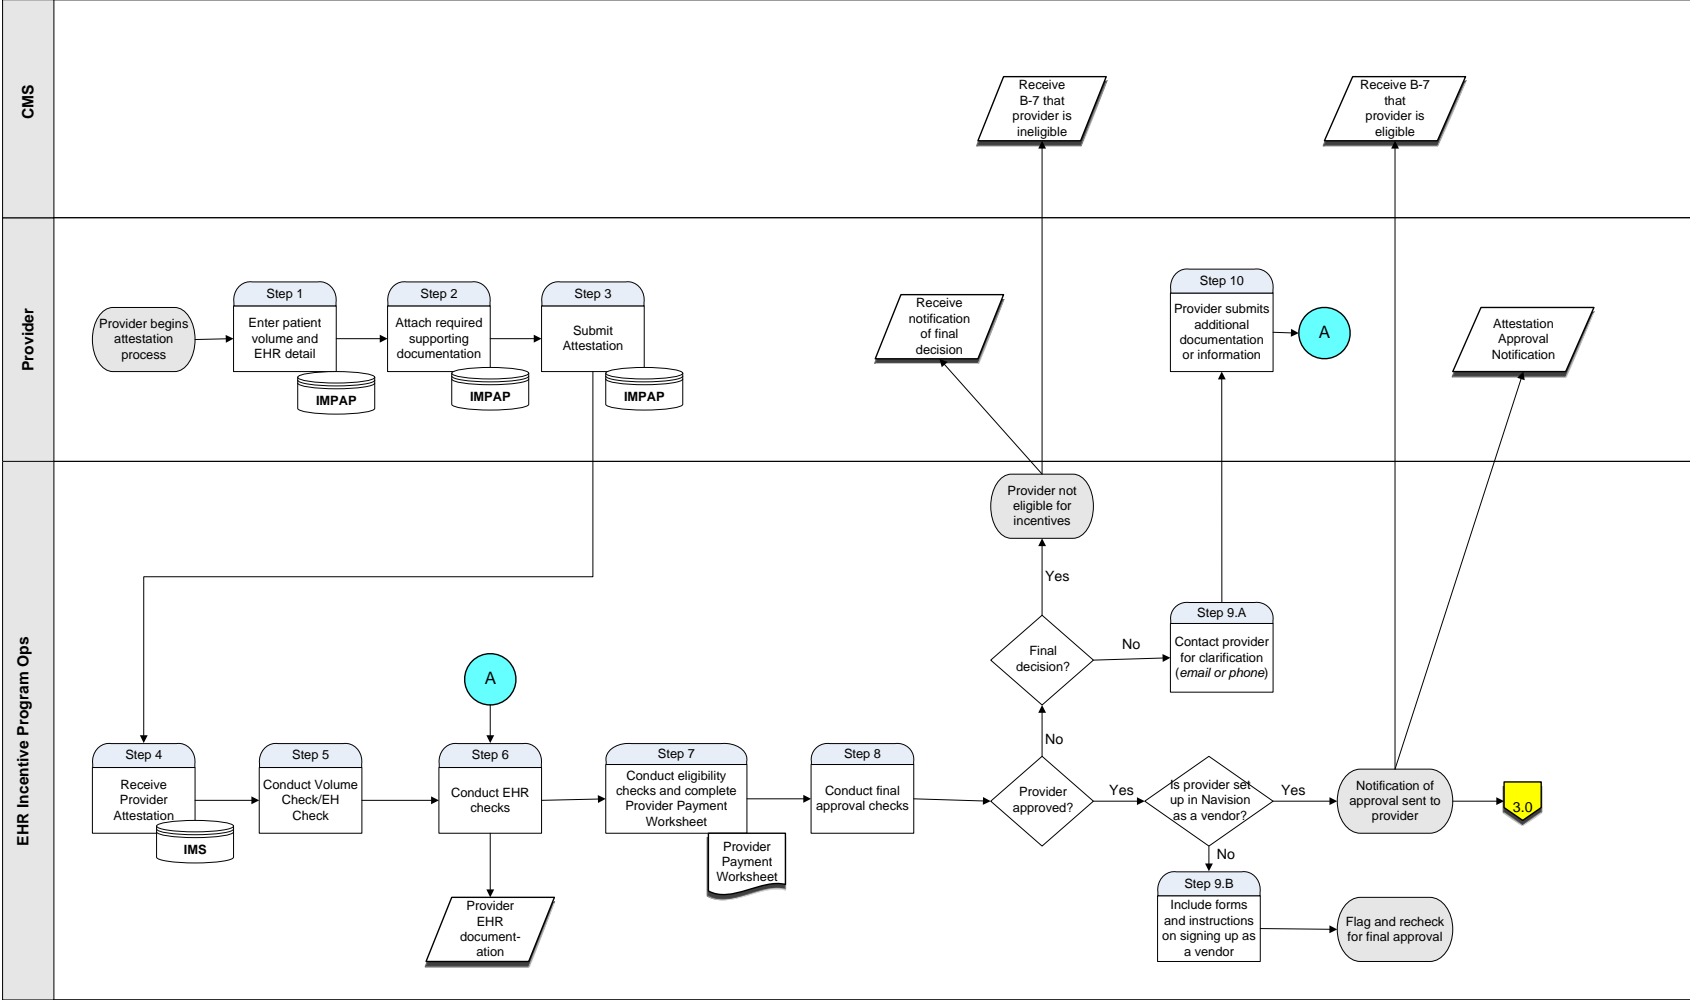 CMS
Receive
B-7 that
provider is
ineligible
Receive B-7
that
provider is
eligible
Provider
Provider begins
attestation
process
Step 1
Enter patient
volume and
EHR detail
IMPAP
Step 2
Attach required
supporting
documentation
IMPAP
Step 3
Submit
Attestation
IMPAP
Receive
notification
of final
decision
Step 10
Provider submits
additional
documentation
or information
A
Attestation
Approval
Notification
EHR Incentive Program Ops
Provider not
eligible for
incentives
Yes
Final
decision?
No
Step 9.A
Contact provider
for clarification
(email or phone)
No
A
Step 4
Receive
Provider
Attestation
IMS
Step 5
Conduct Volume
Check/EH
Check
Step 6
Conduct EHR
checks
Provider
EHR
document-
ation
Step 7
Conduct eligibility
checks and complete
Provider Payment
Worksheet
Provider
Payment
Worksheet
Step 8
Conduct final
approval checks
Provider
approved?
Yes
Is provider set
up in Navision
as a vendor?
Yes
Notification of
approval sent to
provider
3.0
No
Step 9.B
Include forms
and instructions
on signing up as
a vendor
Flag and recheck
for final approval